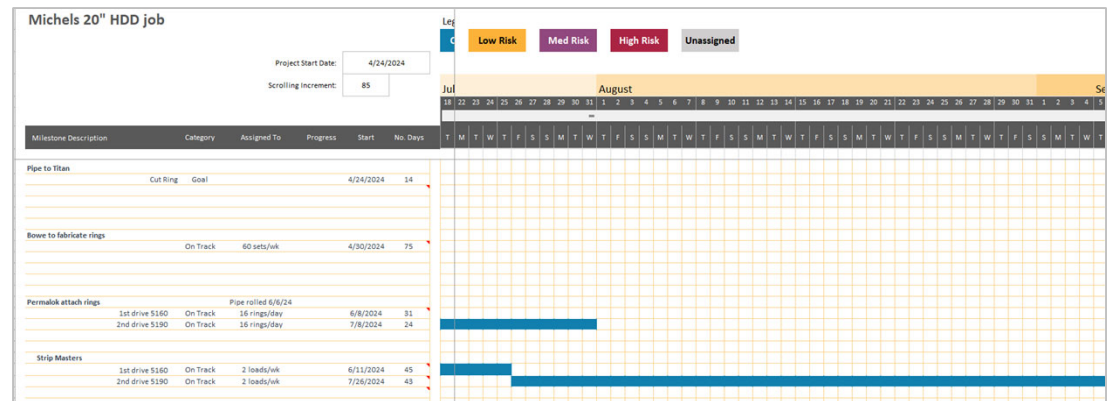 Michels 20" HDD job
Leg
Low Risk Med Risk High Risk Unassigned
Project Start Date: 4/24/2024
Scrolling Increment: 85
Jul August Se
18 22 23 24 25 26 27 28 29 30 31 1 2 3 4 5 6 7 8 9 10 11 12 13 14 15 16 17 18 19 20 21 22 23 24 25 26 27 28 29 30 31 1 2 3 4 5
Milestone Description Category Assigned To Progress Start No. Days T M T W T F S S M T W T F S S M T W T F S S M T W T F S S M T W T F S S M T W T F S S M T W T
Pipe to Titan
Cut Ring Goal 4/24/2024 14
Bowe to fabricate rings
On Track 60 sets/wk 4/30/2024 75
Permalok attach rings Pipe rolled 6/6/24
1st drive 5160 On Track 16 rings/day 6/8/2024 31
2nd drive 5190 On Track 16 rings/day 7/8/2024 24
Strip Masters
1st drive 5160 On Track 2 loads/wk 6/11/2024 45
2nd drive 5190 On Track 2 loads/wk 7/26/2024 43